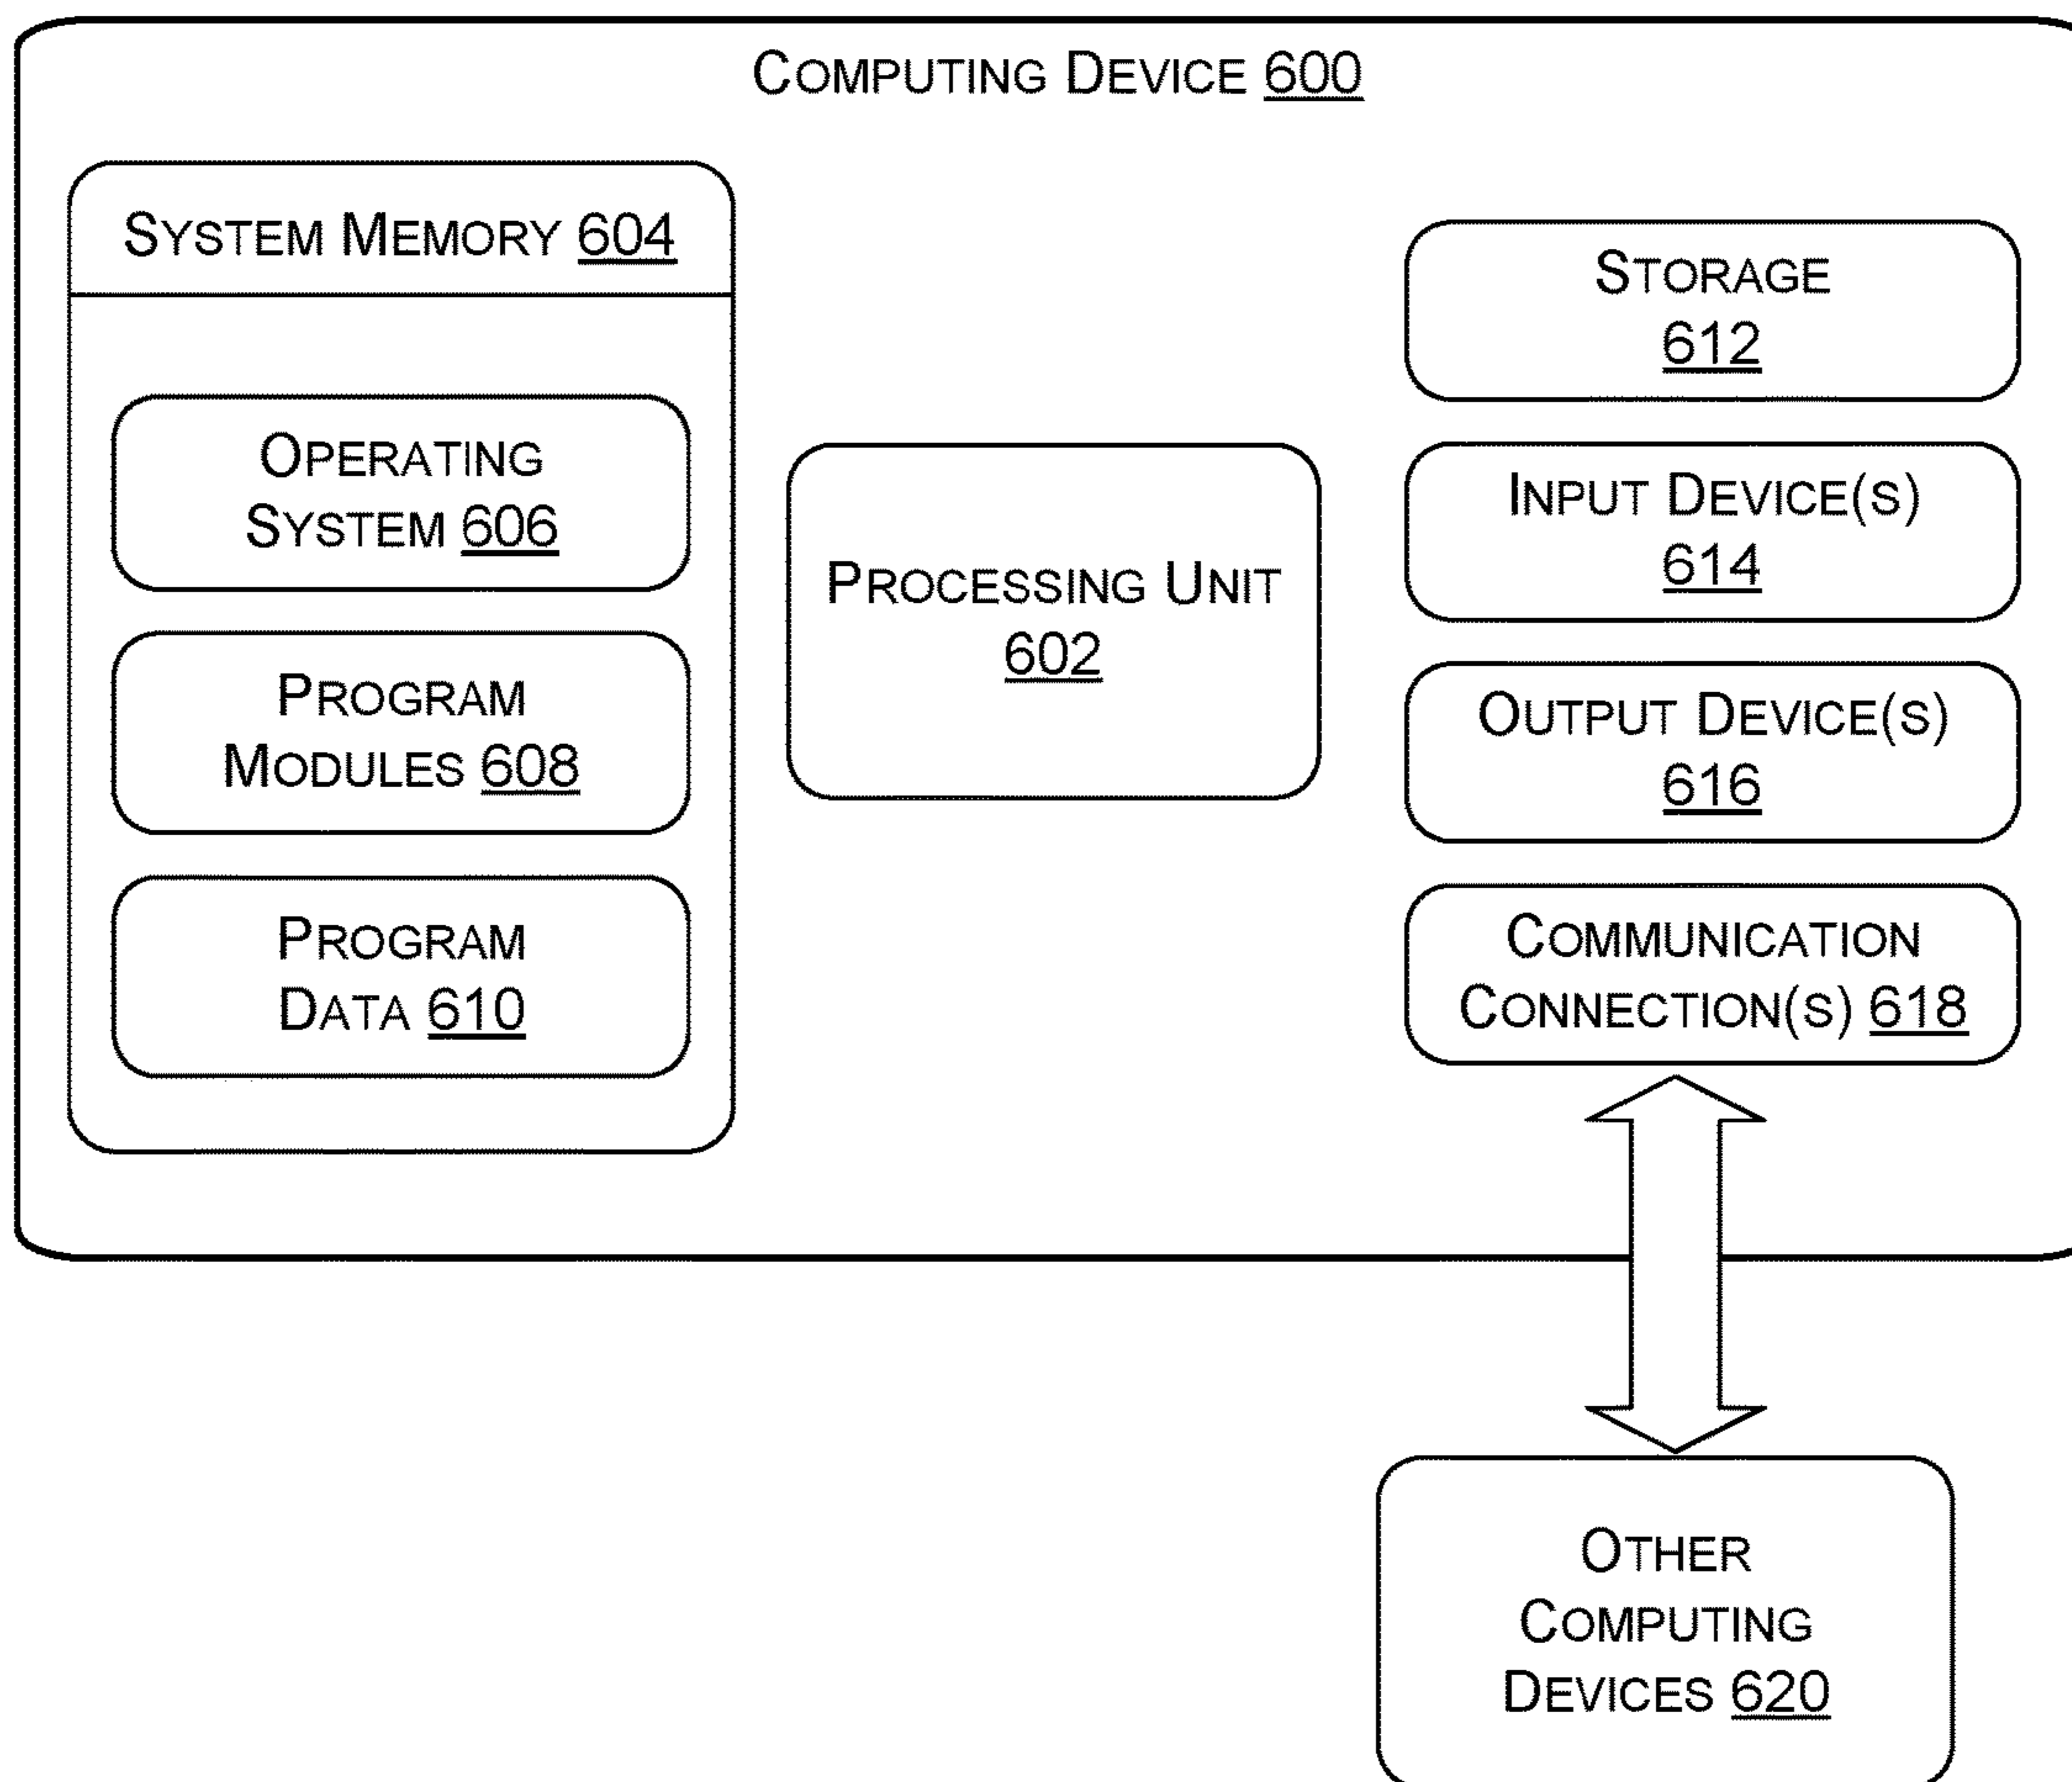 COMPUTING DEVICE 600
SYSTEM MEMORY 604
OPERATING
SYSTEM 606
PROGRAM
MODULES 608
PROGRAM
DATA 610
PROCESSING UNIT
602
STORAGE
612
INPUT DEVICE(S)
614
OUTPUT DEVICE(S)
616
COMMUNICATION
CONNECTION(S) 618
OTHER
COMPUTING
DEVICES 620